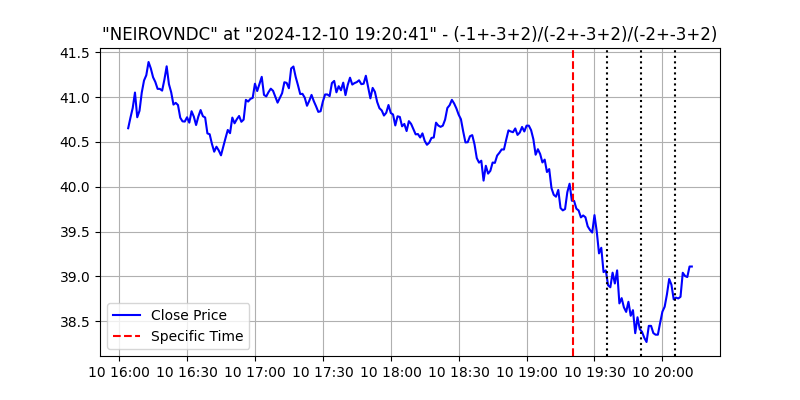 "NEIROVNDC" at "2024-12-10 19:20:41" - (-1+-3+2)/(-2+-3+2)/(-2+-3+2)
41.5
41.0
40.5
40.0
39.5
39.0
38.5
Close Price
Specific Time
10 16:00 10 16:30 10 17:00 10 17:30 10 18:00 10 18:30 10 19:00 10 19:30 10 20:00